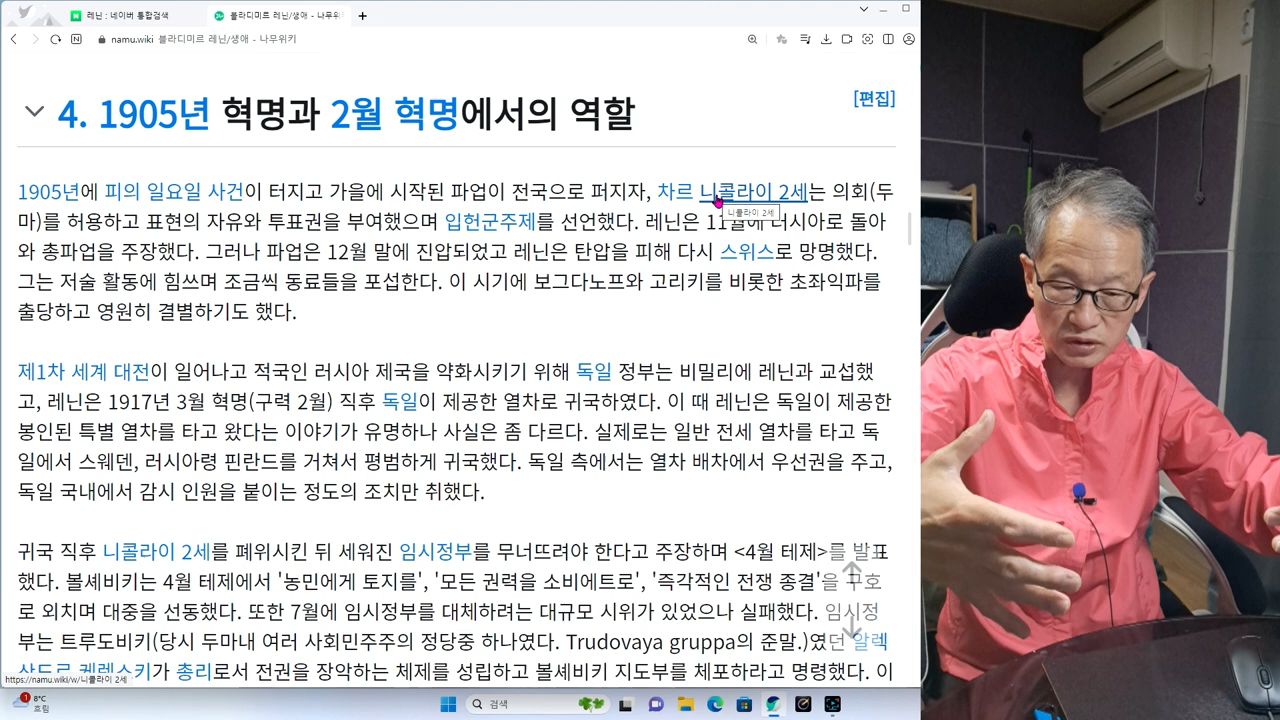 레닌 : 네이버 통합검색
블라디미르 레닌/생애 - 나무위키
namu.wiki 블라디미르 레닌/생애 - 나무위키
4. 1905년 혁명과 2월 혁명에서의 역할
[편집]
1905년에 피의 일요일 사건이 터지고 가을에 시작된 파업이 전국으로 퍼지자, 차르 니콜라이 2세는 의회(두
니콜라이 2세
마)를 허용하고 표현의 자유와 투표권을 부여했으며 입헌군주제를 선언했다. 레닌은 11월에 러시아로 돌아
와 총파업을 주장했다. 그러나 파업은 12월 말에 진압되었고 레닌은 탄압을 피해 다시 스위스로 망명했다.
그는 저술 활동에 힘쓰며 조금씩 동료들을 포섭한다. 이 시기에 보그다노프와 고리키를 비롯한 초좌익파를
출당하고 영원히 결별하기도 했다.
제1차 세계 대전이 일어나고 적국인 러시아 제국을 약화시키기 위해 독일 정부는 비밀리에 레닌과 교섭했
고, 레닌은 1917년 3월 혁명(구력 2월) 직후 독일이 제공한 열차로 귀국하였다. 이 때 레닌은 독일이 제공한
봉인된 특별 열차를 타고 왔다는 이야기가 유명하나 사실은 좀 다르다. 실제로는 일반 전세 열차를 타고 독
일에서 스웨덴, 러시아령 핀란드를 거쳐서 평범하게 귀국했다. 독일 측에서는 열차 배차에서 우선권을 주고,
독일 국내에서 감시 인원을 붙이는 정도의 조치만 취했다.
귀국 직후 니콜라이 2세를 폐위시킨 뒤 세워진 임시정부를 무너뜨려야 한다고 주장하며 <4월 테제>를 발표
했다. 볼셰비키는 4월 테제에서 '농민에게 토지를', '모든 권력을 소비에트로', '즉각적인 전쟁 종결'을 구호
로 외치며 대중을 선동했다. 또한 7월에 임시정부를 대체하려는 대규모 시위가 있었으나 실패했다. 임시정
부는 트루도비키(당시 두마내 여러 사회민주주의 정당중 하나였다. Trudovaya gruppa의 준말.)였던 알렉
산드르 케렌스키가 총리로서 전권을 장악하는 체제를 성립하고 볼셰비키 지도부를 체포하라고 명령했다. 이
https://namu.wiki/w/니콜라이 2세
1
8°C
흐림
검색